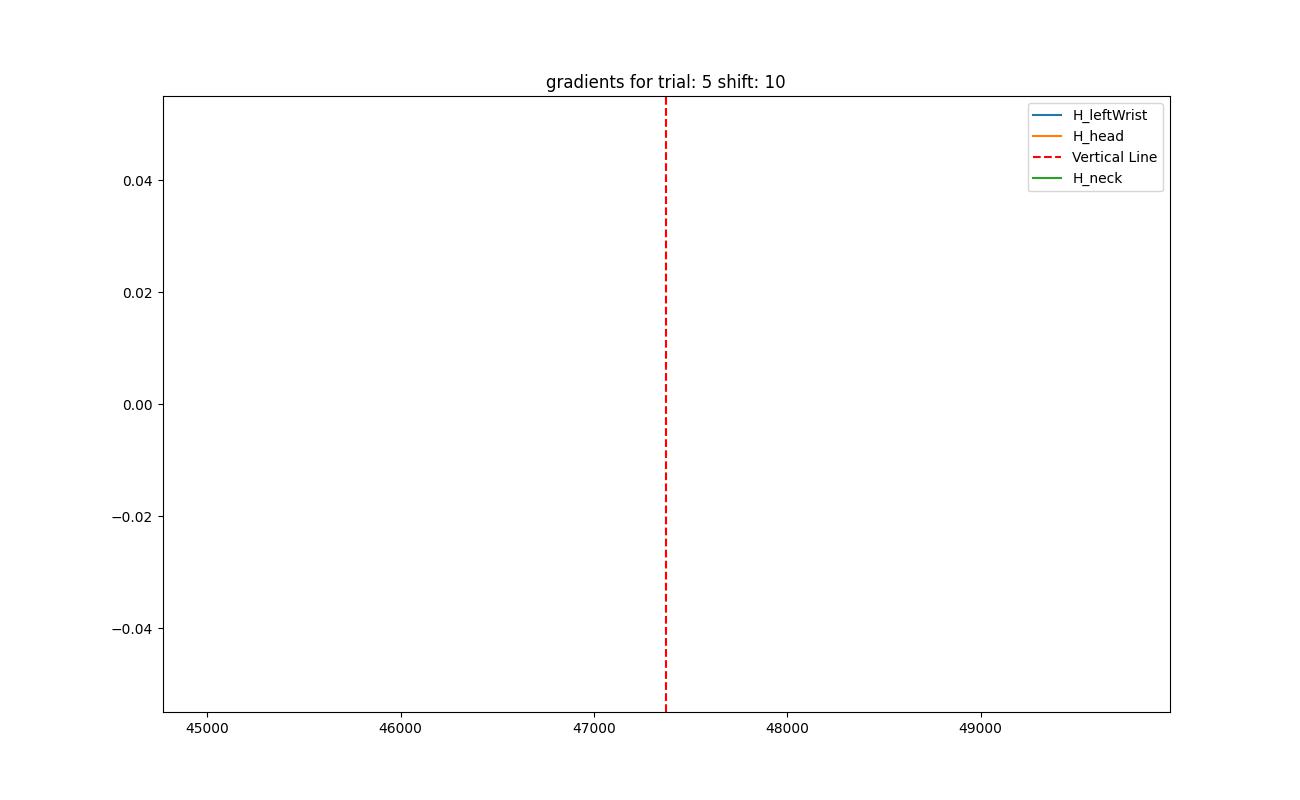 gradients for trial: 5 shift: 10
H_leftWrist
H_head
Vertical Line
H_neck
0.04
0.02
0.00
−0.02
−0.04
45000 46000 47000 48000 49000